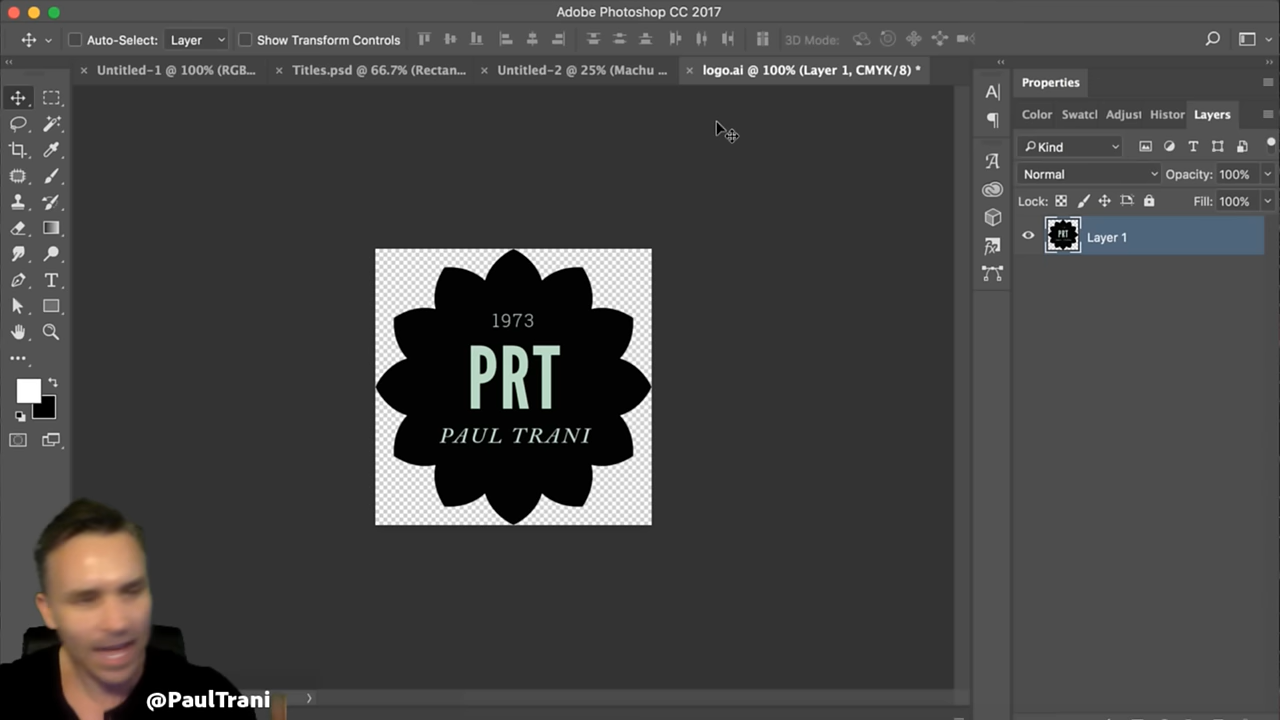 Adobe Photoshop CC 2017
Auto-Select: Layer Show Transform Controls 3D Mode:
Untitled-1 @ 100% (RGB... Titles.psd @ 66.7% (Rectan... Untitled-2 @ 25% (Machu ... logo.ai @ 100% (Layer 1, CMYK/8) *
Properties
Color Swatcl Adjust Histor Layers
Kind
Normal Opacity: 100%
Lock: Fill: 100%
PRT
Layer 1
1973
PRT
PAUL TRANI
@PaulTrani